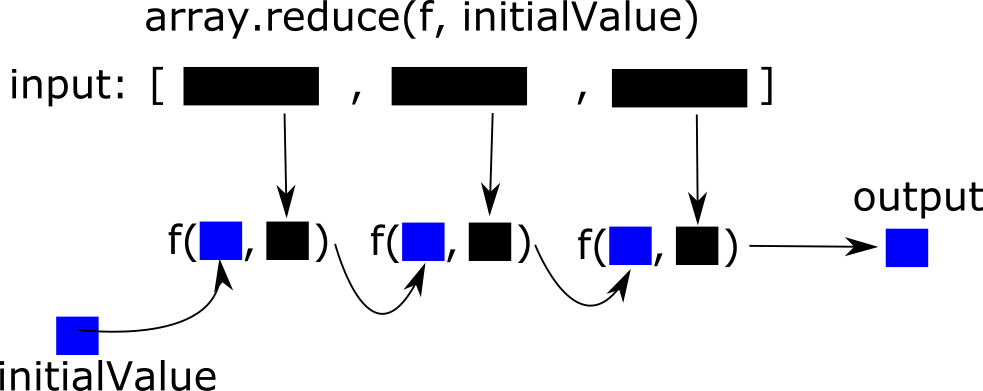 array.reduce(f, initialValue)
input: [ , , ]
output
f( , ) f( , ) f( , )
initialValue